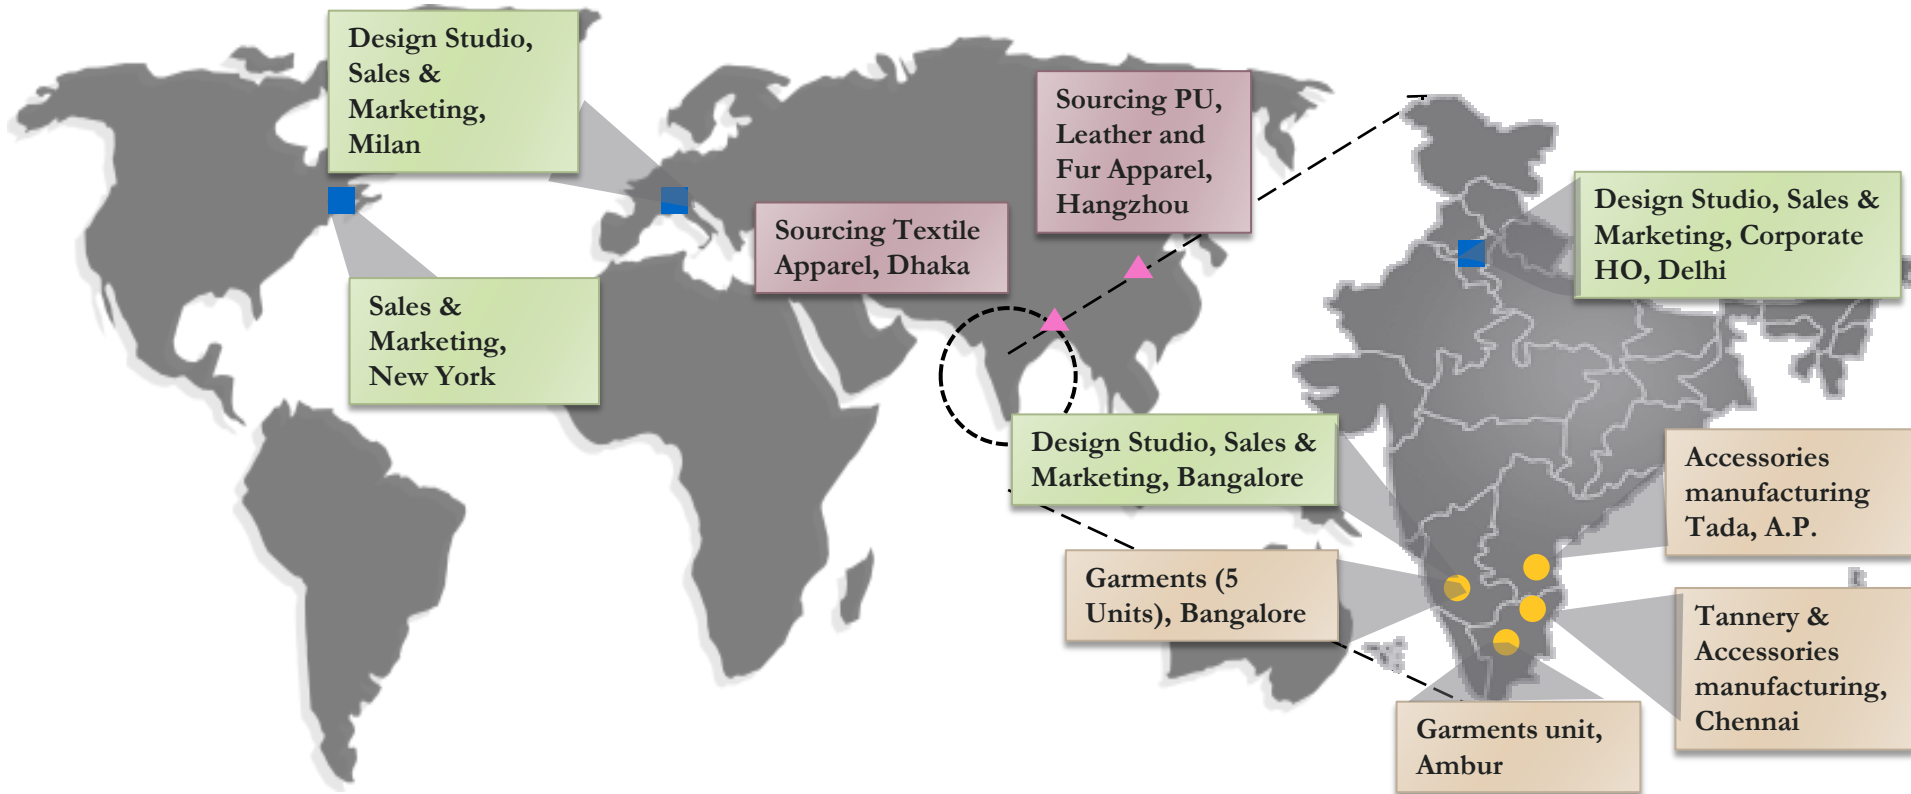 Design Studio,
Sales &
Marketing,
Milan
Sourcing PU,
Leather and
Fur Apparel,
Hangzhou
Design Studio, Sales &
Marketing, Corporate
HO, Delhi
Sourcing Textile
Apparel, Dhaka
Sales &
Marketing,
New York
Design Studio, Sales &
Marketing, Bangalore
Accessories
manufacturing
Tada, A.P.
Garments (5
Units), Bangalore
Tannery &
Accessories
manufacturing,
Chennai
Garments unit,
Ambur